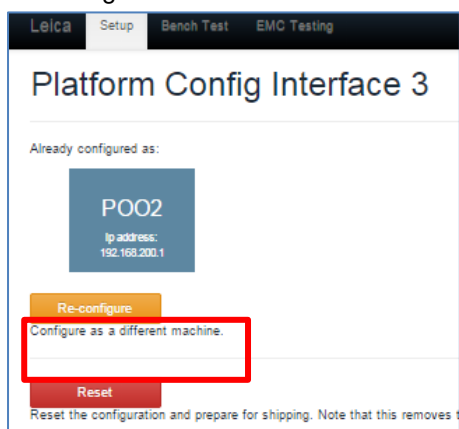 Leica Setup Bench Test EMC Testing
Platform Config Interface 3
Already configured as:
POO2
Ip address:
192.168.200.1
Re-configure
Configure as a different machine.
Reset
Reset the configuration and prepare for shipping. Note that this removes